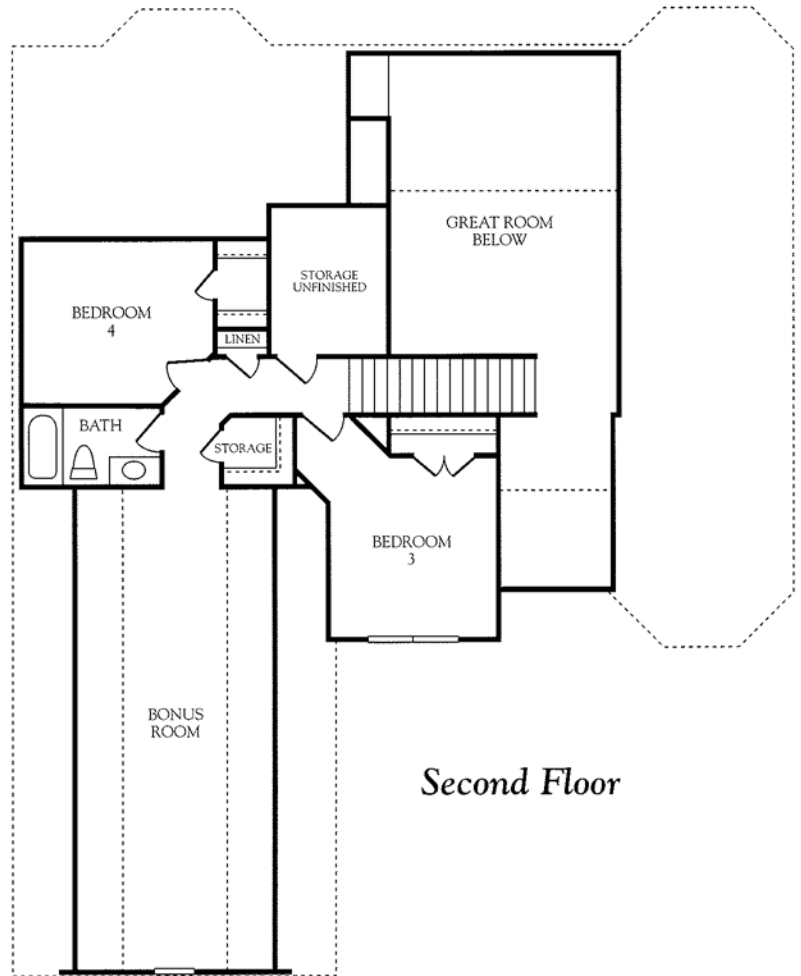 GREAT ROOM
BELOW
STORAGE
UNFINISHED
BEDROOM
4
LINEN
BATH
STORAGE
BEDROOM
3
BONUS
ROOM
Second Floor